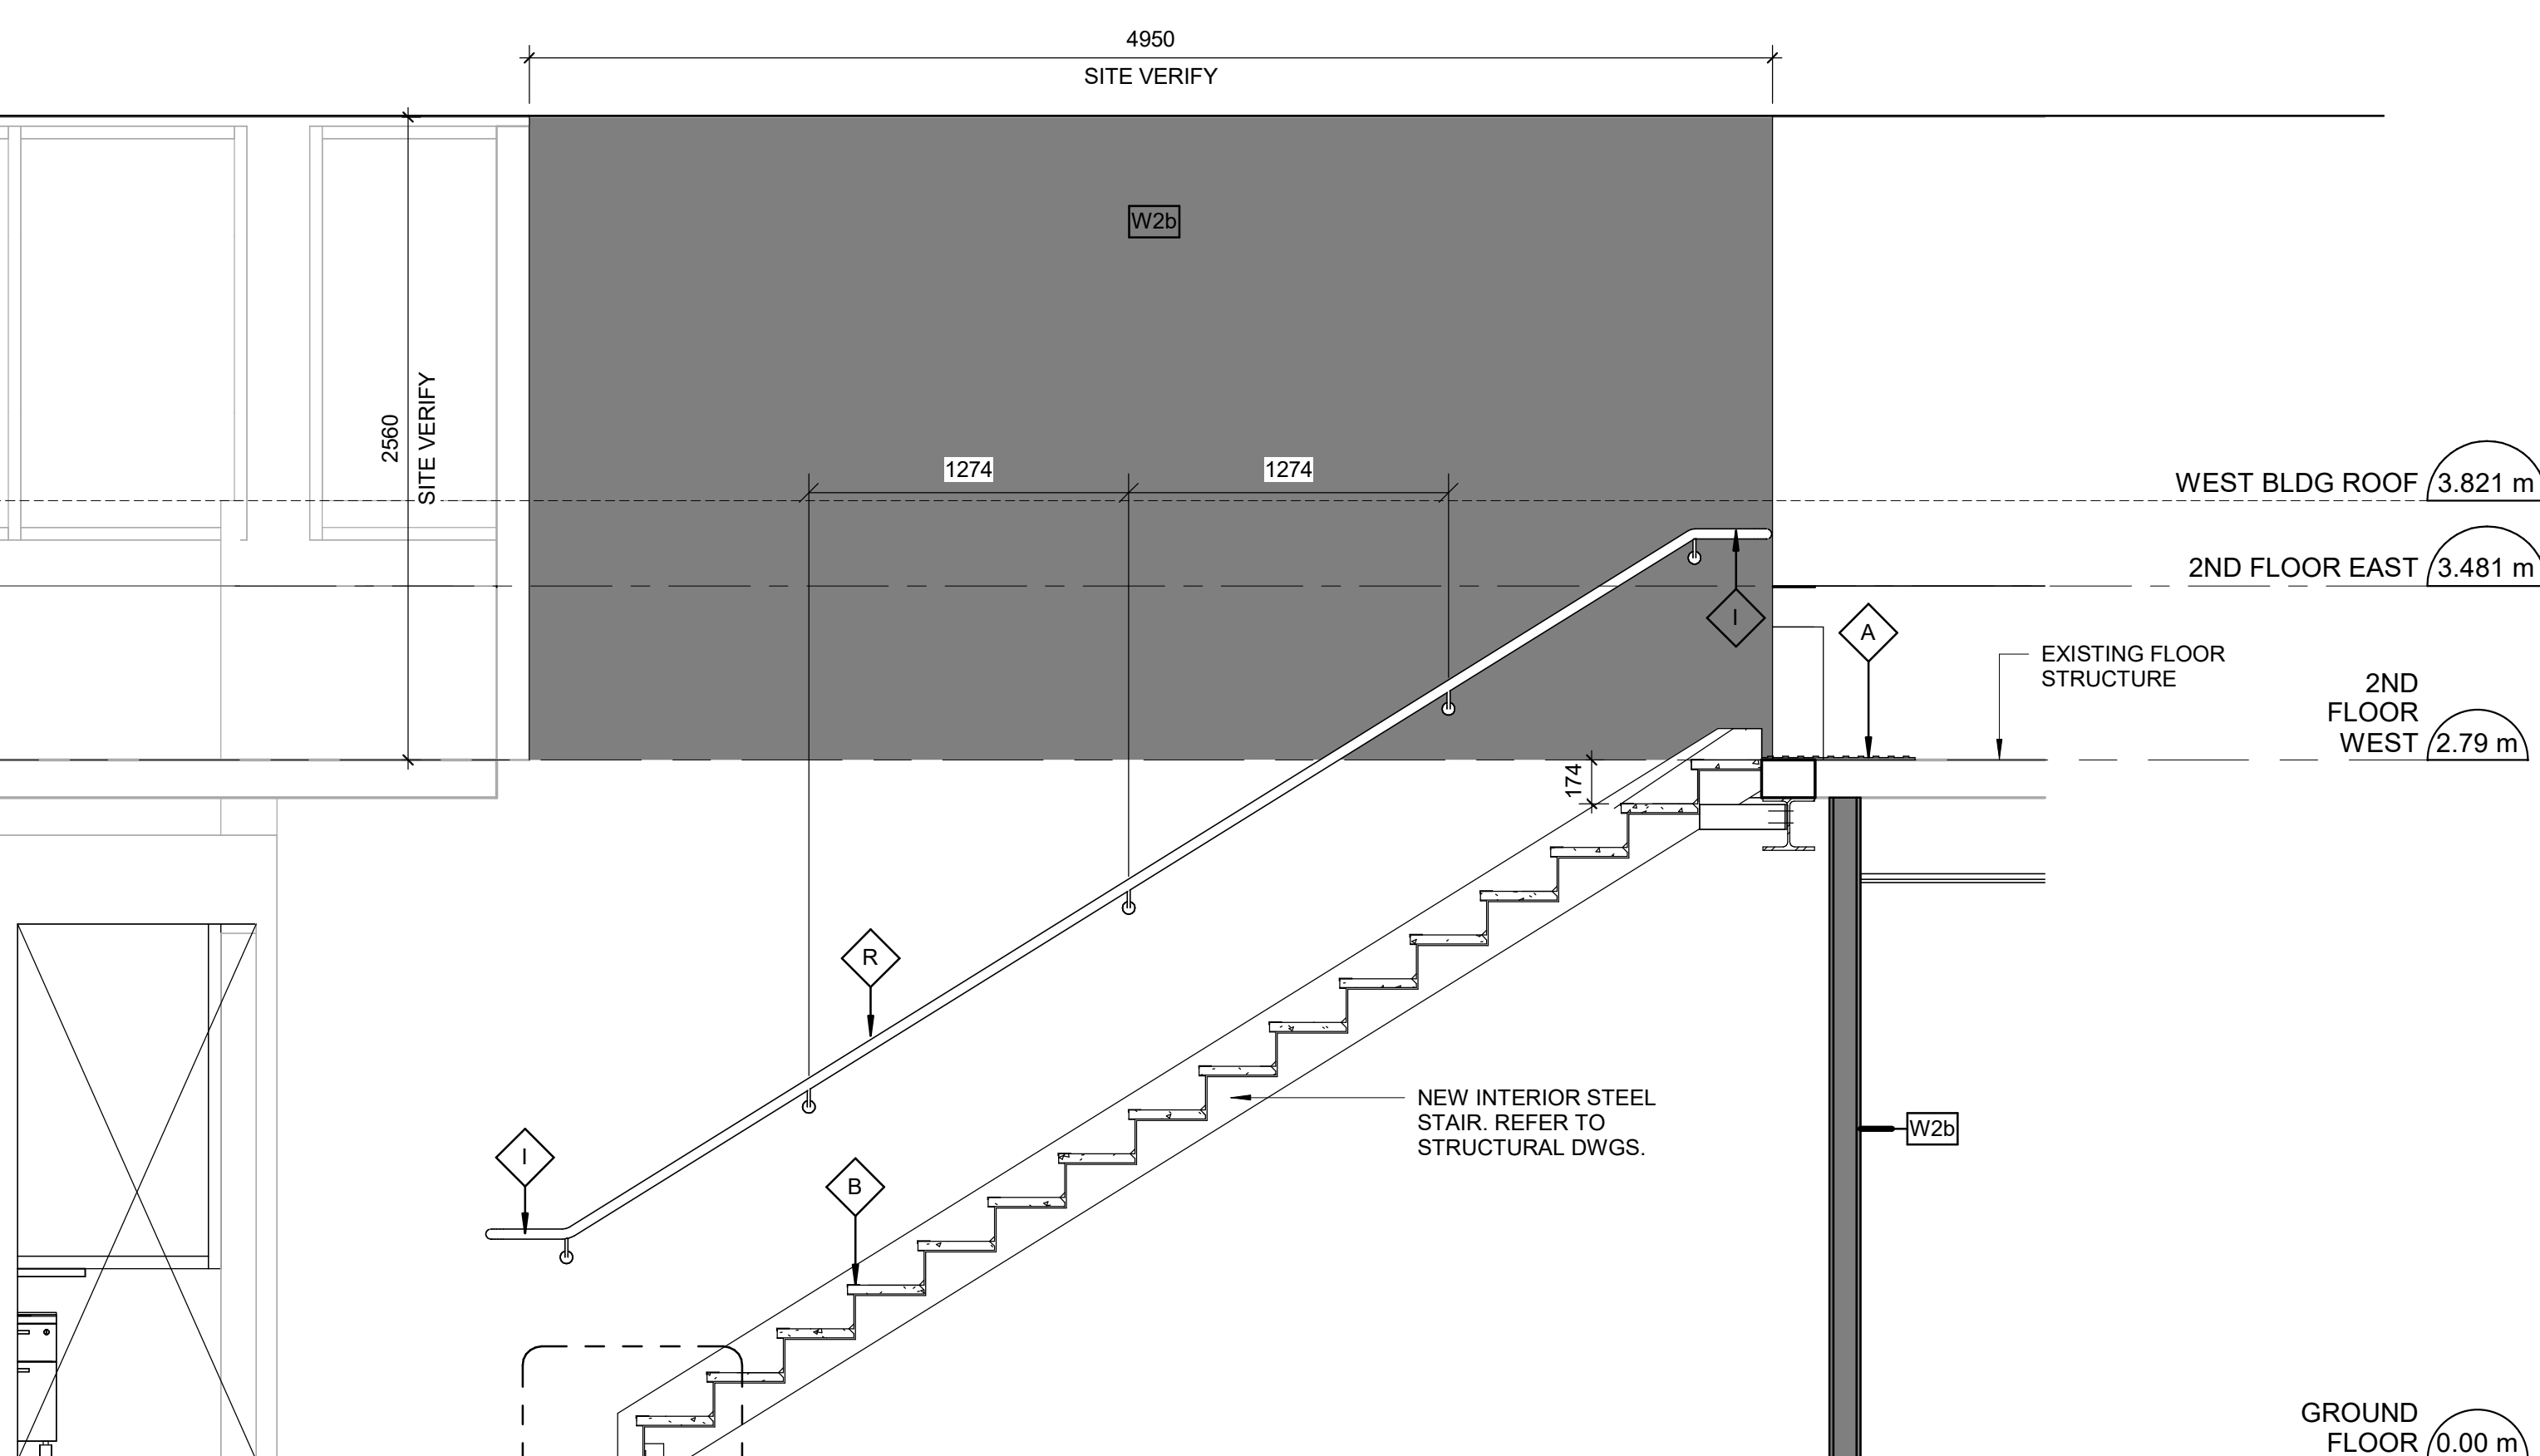 4950
SITE VERIFY
W2b
2560
SITE VERIFY
1274
1274
WEST BLDG ROOF
3.821 m
2ND FLOOR EAST
3.481 m
I
A
EXISTING FLOOR
STRUCTURE
2ND
FLOOR
WEST
2.79 m
174
R
NEW INTERIOR STEEL
STAIR. REFER TO
STRUCTURAL DWGS.
W2b
I
B
GROUND
FLOOR
0.00 m